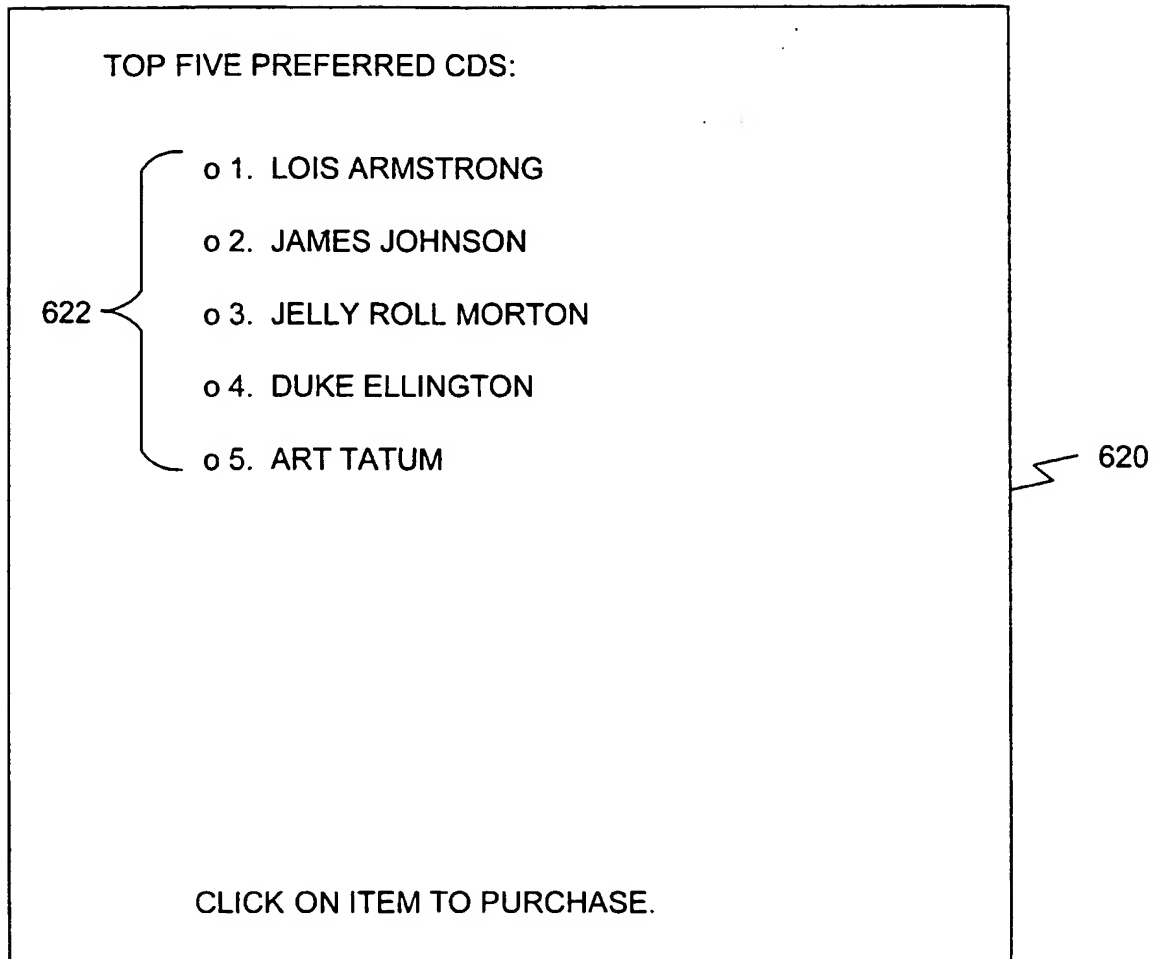 TOP FIVE PREFERRED CDS:
o 1. LOIS ARMSTRONG
o 2. JAMES JOHNSON
622
o 3. JELLY ROLL MORTON
o 4. DUKE ELLINGTON
o 5. ART TATUM
620
CLICK ON ITEM TO PURCHASE.